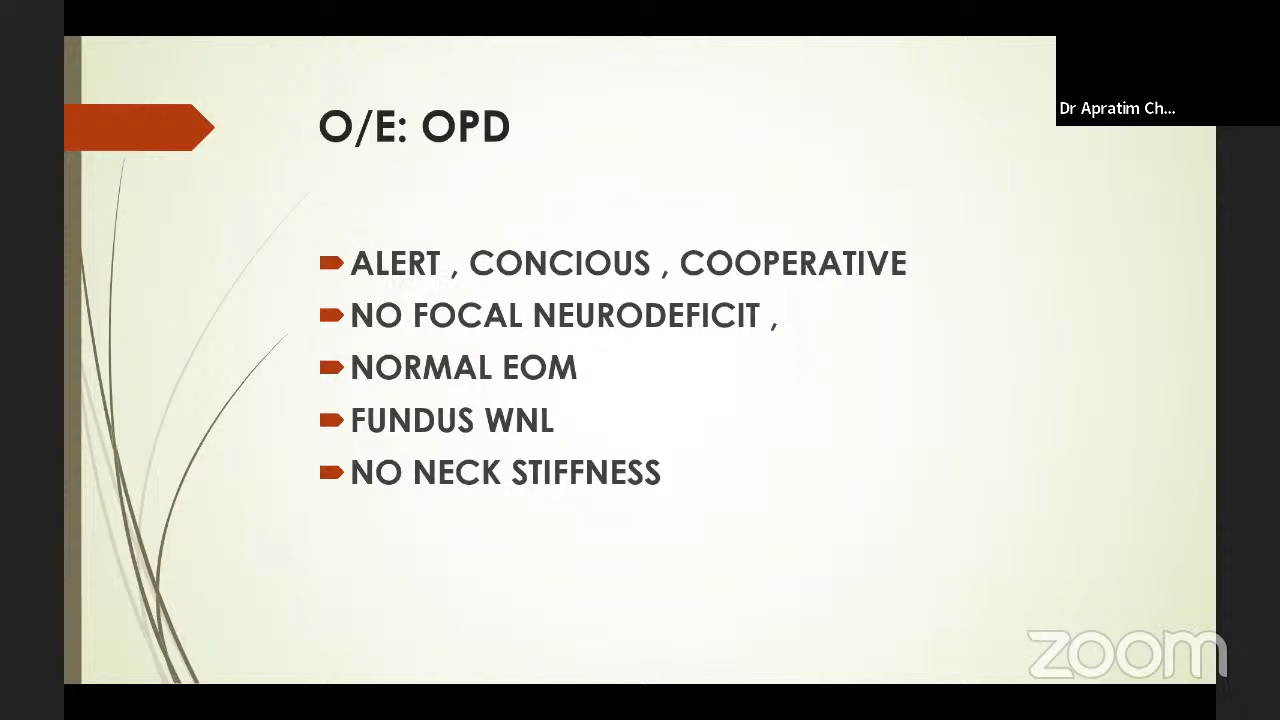 Dr Apratim Ch...
O/E: OPD
ALERT , CONCIOUS , COOPERATIVE
NO FOCAL NEURODEFICIT ,
NORMAL EOM
FUNDUS WNL
NO NECK STIFFNESS
zoom